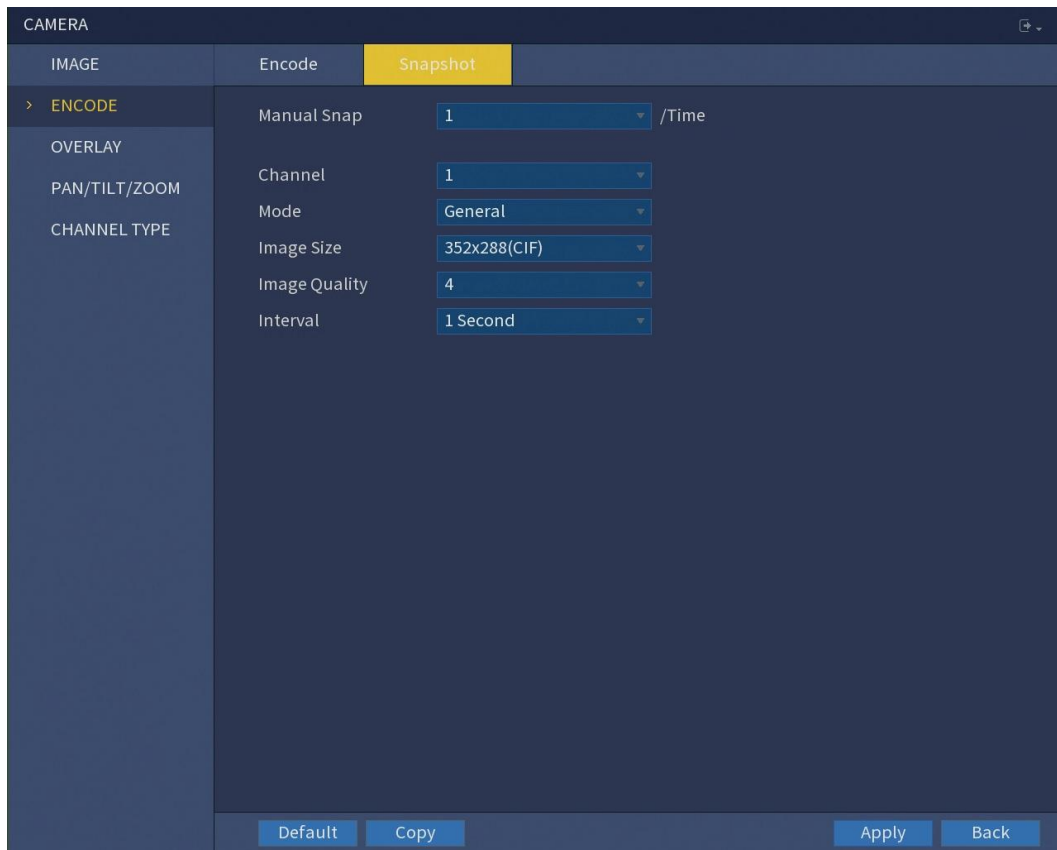 CAMERA
IMAGE
> ENCODE
OVERLAY
PAN/TILT/ZOOM
CHANNEL TYPE
Encode Snapshot
Manual Snap 1 /Time
Channel 1
Mode General
Image Size 352x288(CIF)
Image Quality 4
Interval 1 Second
Default Copy Apply Back